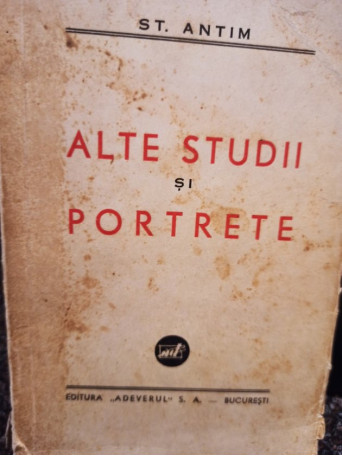 ST. ANTIM
ALTE STUDII
ȘI
PORTRETE
EDITURA „ADEVERUL" S. A. — BUCUREȘTI